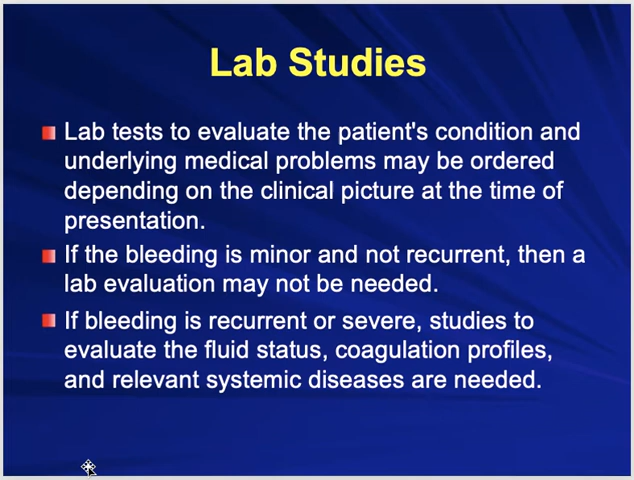 Lab Studies
Lab tests to evaluate the patient's condition and
underlying medical problems may be ordered
depending on the clinical picture at the time of
presentation.
If the bleeding is minor and not recurrent, then a
lab evaluation may not be needed.
If bleeding is recurrent or severe, studies to
evaluate the fluid status, coagulation profiles,
and relevant systemic diseases are needed.